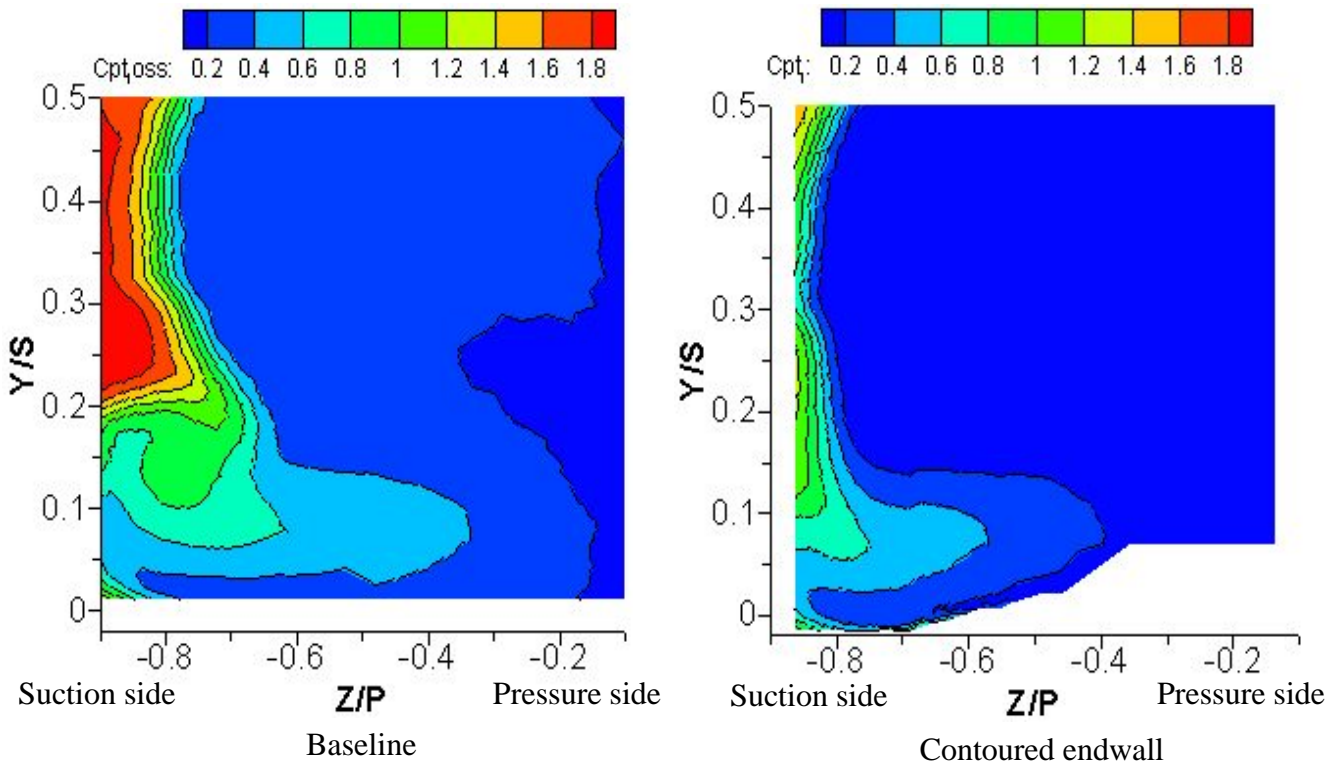 Cptloss: 0.2 0.4 0.6 0.8 1 1.2 1.4 1.6 1.8
0.5
0.4
0.3
0.2
0.1
0
Y/S
-0.8 -0.6 -0.4 -0.2
Suction side Z/P Pressure side
Baseline
Cptl: 0.2 0.4 0.6 0.8 1 1.2 1.4 1.6 1.8
0.5
0.4
0.3
0.2
0.1
0
Y/S
-0.8 -0.6 -0.4 -0.2
Suction side Z/P Pressure side
Contoured endwall